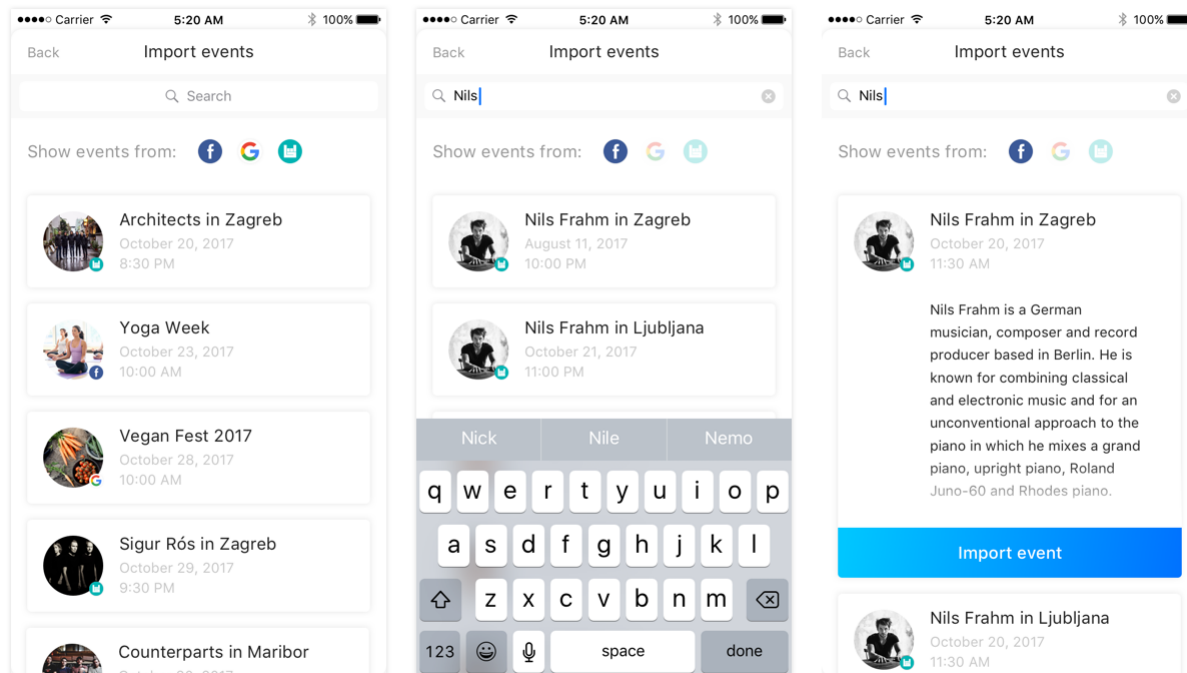 Carrier
5:20 AM
100%
Back
Import events
Search
Show events from:
f
G
Architects in Zagreb
October 20, 2017
8:30 PM
Yoga Week
October 23, 2017
10:00 AM
f
Vegan Fest 2017
October 28, 2017
10:00 AM
G
Sigur Rós in Zagreb
October 29, 2017
9:30 PM
Counterparts in Maribor
Carrier
5:20 AM
100%
Back
Import events
Nils
Show events from:
f
G
Nils Frahm in Zagreb
August 11, 2017
10:00 PM
Nils Frahm in Ljubljana
October 21, 2017
11:00 PM
Nick Nile Nemo
q w e r t y u i o p
a s d f g h j k l
z x c v b n m
123 space done
Carrier
5:20 AM
100%
Back
Import events
Nils
Show events from:
f
G
Nils Frahm in Zagreb
October 20, 2017
11:30 AM
Nils Frahm is a German
musician, composer and record
producer based in Berlin. He is
known for combining classical
and electronic music and for an
unconventional approach to the
piano in which he mixes a grand
piano, upright piano, Roland
Juno-60 and Rhodes piano.
Import event
Nils Frahm in Ljubljana
October 20, 2017
11:30 AM